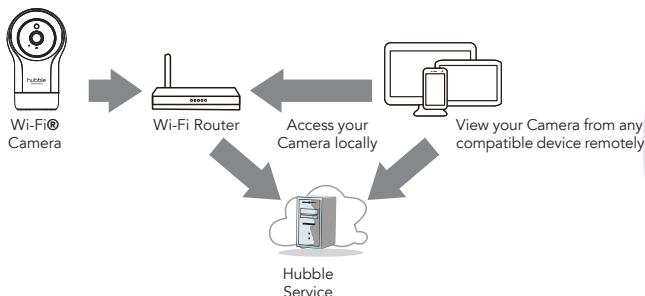 hubble
Wi-Fi®
Camera
Wi-Fi Router
Access your
Camera locally
View your Camera from any
compatible device remotely
Hubble
Service